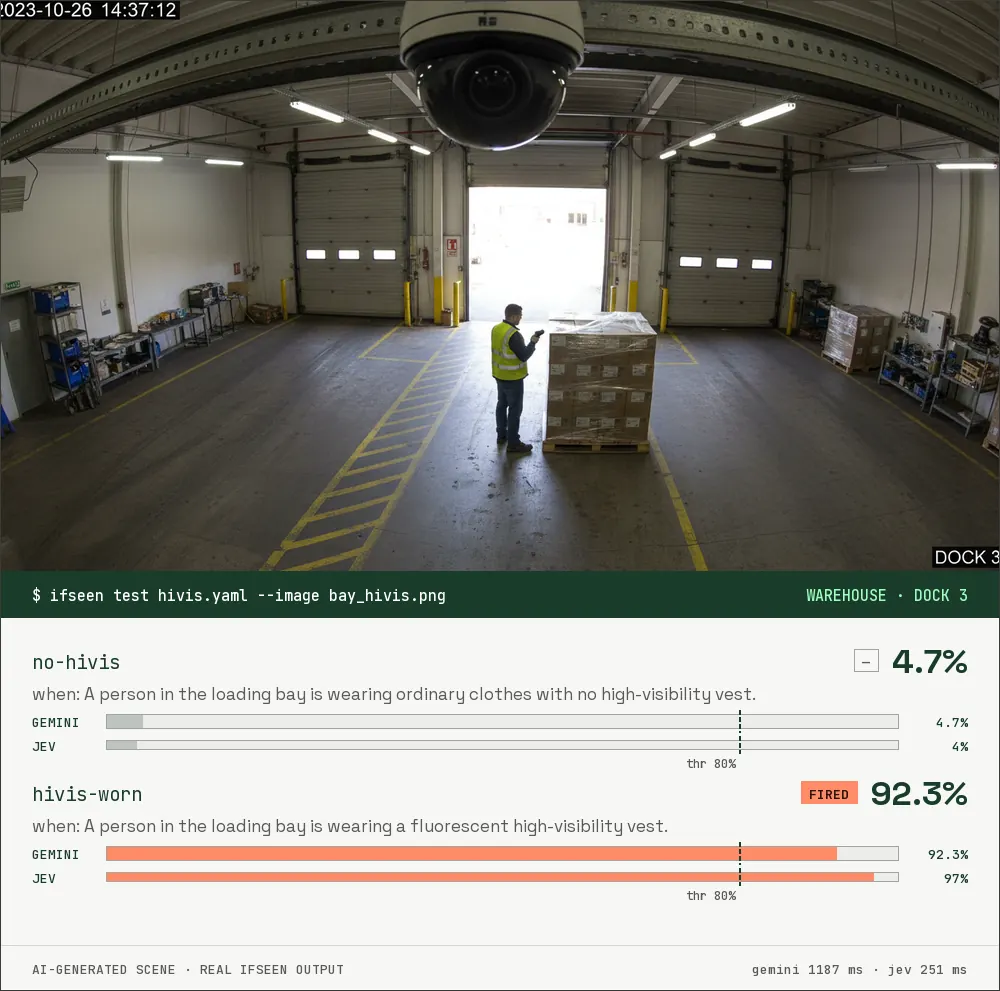 2023-10-26 14:37:12
DOCK 3
$ ifseen test hivis.yaml --image bay_hivis.png
WAREHOUSE · DOCK 3
no-hivis
– 4.7%
when: A person in the loading bay is wearing ordinary clothes with no high-visibility vest.
GEMINI 4.7%
JEV 4%
thr 80%
hivis-worn
FIRED 92.3%
when: A person in the loading bay is wearing a fluorescent high-visibility vest.
GEMINI 92.3%
JEV 97%
thr 80%
AI-GENERATED SCENE · REAL IFSEEN OUTPUT
gemini 1187 ms · jev 251 ms